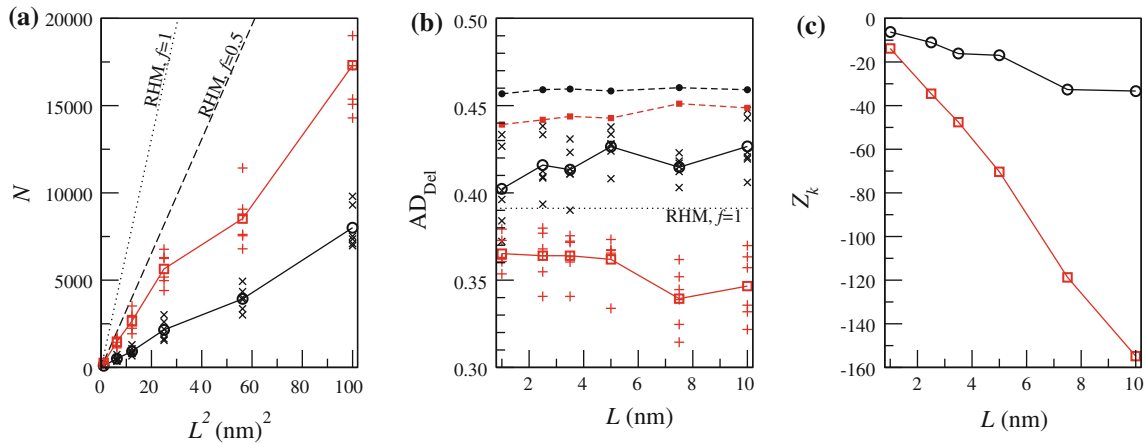 (a)
20000
15000
10000
5000
0
N
RHM, f=1
RHM, f=0.5
0 20 40 60 80 100
L² (nm)²
(b)
0.50
0.45
0.40
0.35
0.30
AD_Del
RHM, f=1
2 4 6 8 10
L (nm)
(c)
0
-20
-40
-60
-80
-100
-120
-140
-160
Z_k
2 4 6 8 10
L (nm)